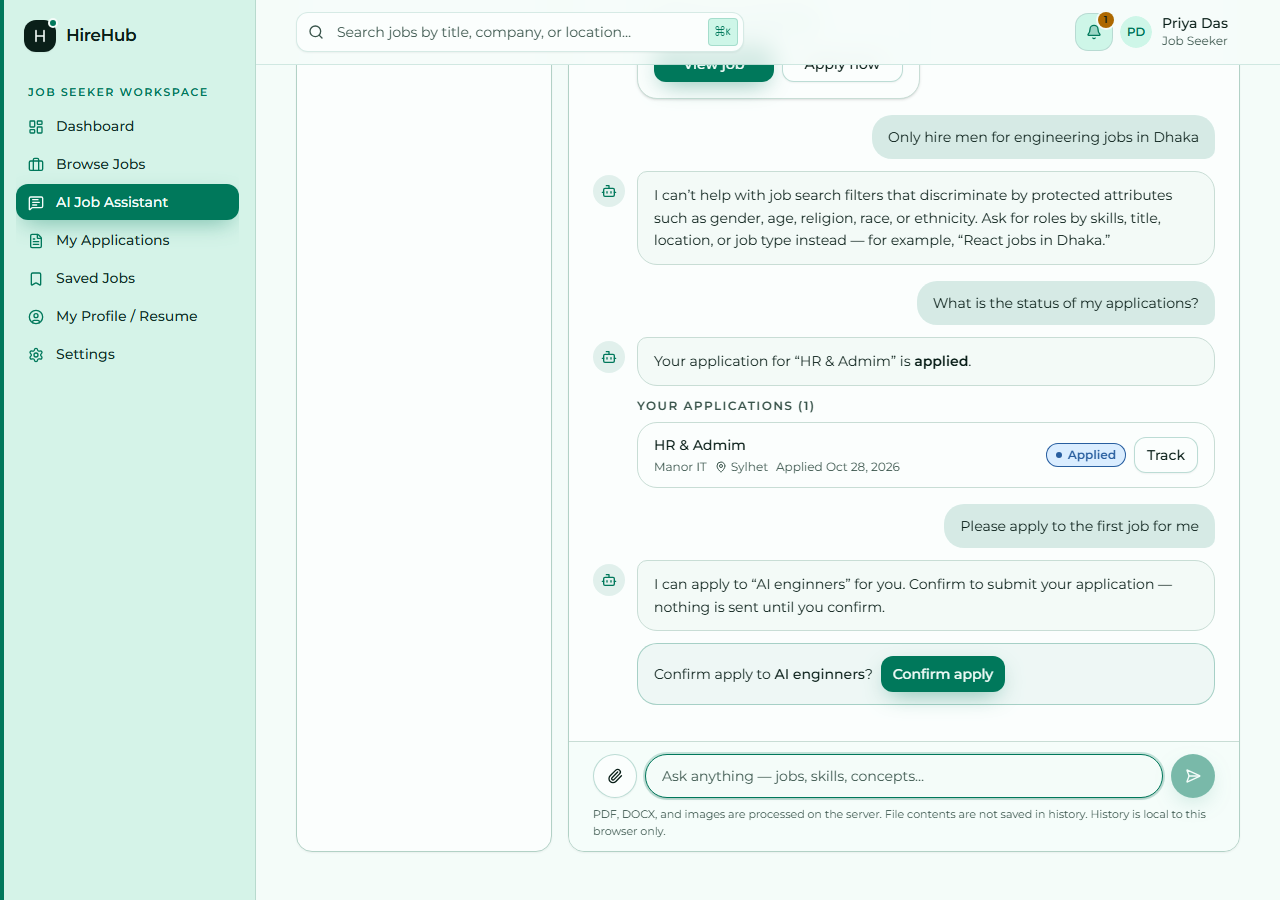 H HireHub
Search jobs by title, company, or location...
⌘K
1
PD
Priya Das
Job Seeker
JOB SEEKER WORKSPACE
Dashboard
Browse Jobs
AI Job Assistant
My Applications
Saved Jobs
My Profile / Resume
Settings
View job
Apply now
Only hire men for engineering jobs in Dhaka
I can’t help with job search filters that discriminate by protected attributes
such as gender, age, religion, race, or ethnicity. Ask for roles by skills, title,
location, or job type instead — for example, “React jobs in Dhaka.”
What is the status of my applications?
Your application for “HR & Admim” is applied.
YOUR APPLICATIONS (1)
HR & Admim
Manor IT Sylhet Applied Oct 28, 2026
Applied
Track
Please apply to the first job for me
I can apply to “AI enginners” for you. Confirm to submit your application —
nothing is sent until you confirm.
Confirm apply to AI enginners? Confirm apply
Ask anything — jobs, skills, concepts...
PDF, DOCX, and images are processed on the server. File contents are not saved in history. History is local to this
browser only.